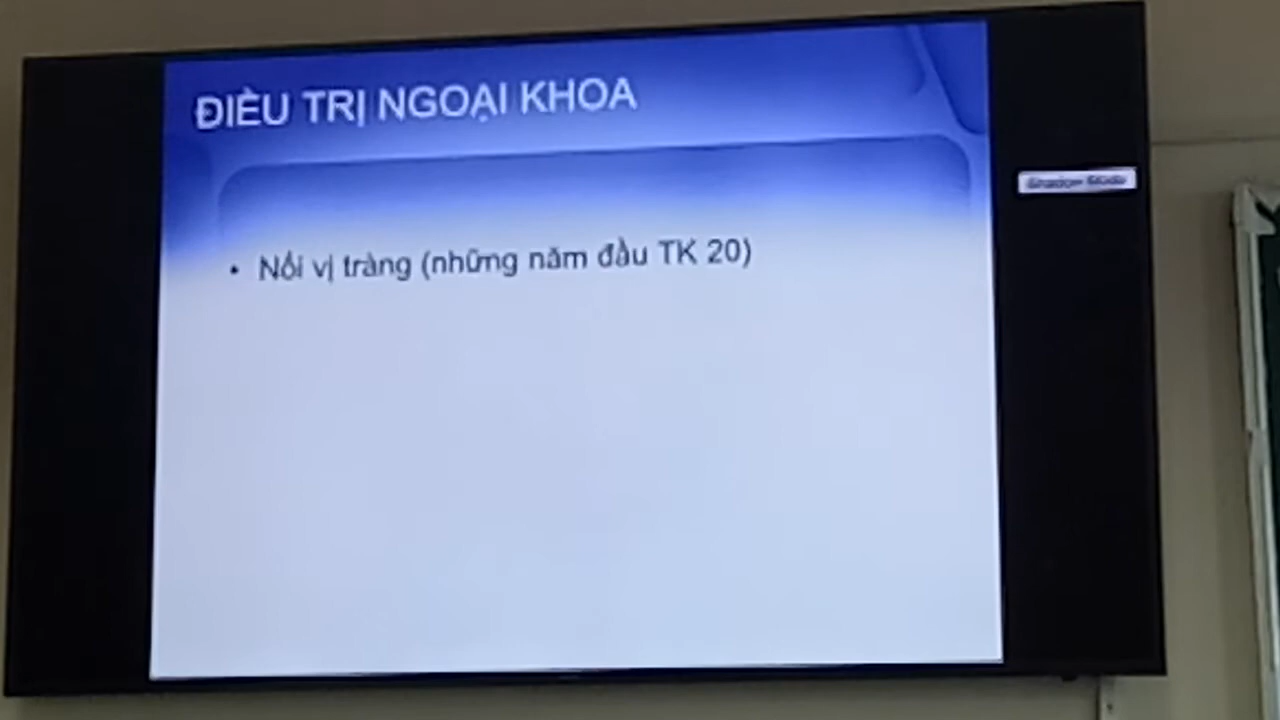 ĐIỀU TRỊ NGOẠI KHOA
• Nối vị tràng (những năm đầu TK 20)